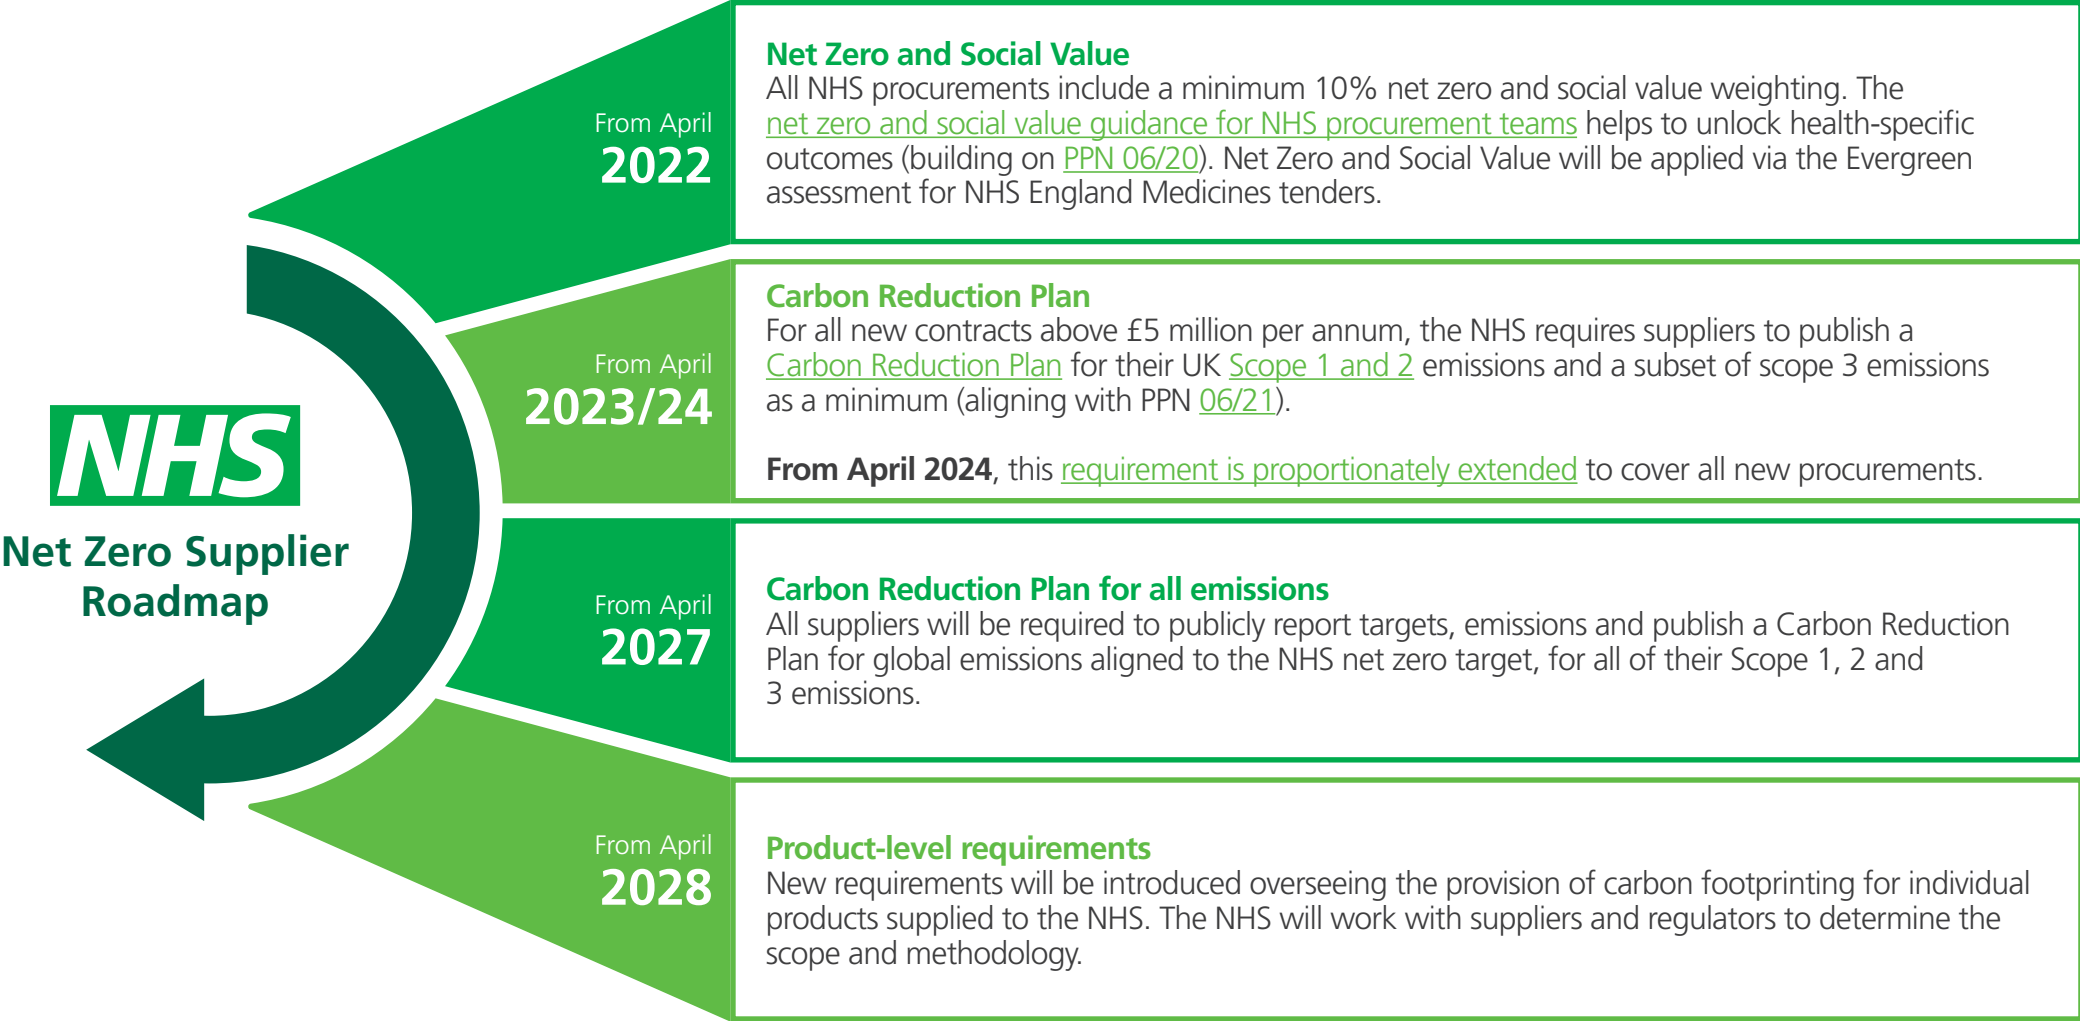 NHS
Net Zero Supplier
Roadmap
From April
2022
Net Zero and Social Value
All NHS procurements include a minimum 10% net zero and social value weighting. The
net zero and social value guidance for NHS procurement teams helps to unlock health-specific
outcomes (building on PPN 06/20). Net Zero and Social Value will be applied via the Evergreen
assessment for NHS England Medicines tenders.
From April
2023/24
Carbon Reduction Plan
For all new contracts above £5 million per annum, the NHS requires suppliers to publish a
Carbon Reduction Plan for their UK Scope 1 and 2 emissions and a subset of scope 3 emissions
as a minimum (aligning with PPN 06/21).
From April 2024, this requirement is proportionately extended to cover all new procurements.
From April
2027
Carbon Reduction Plan for all emissions
All suppliers will be required to publicly report targets, emissions and publish a Carbon Reduction
Plan for global emissions aligned to the NHS net zero target, for all of their Scope 1, 2 and
3 emissions.
From April
2028
Product-level requirements
New requirements will be introduced overseeing the provision of carbon footprinting for individual
products supplied to the NHS. The NHS will work with suppliers and regulators to determine the
scope and methodology.